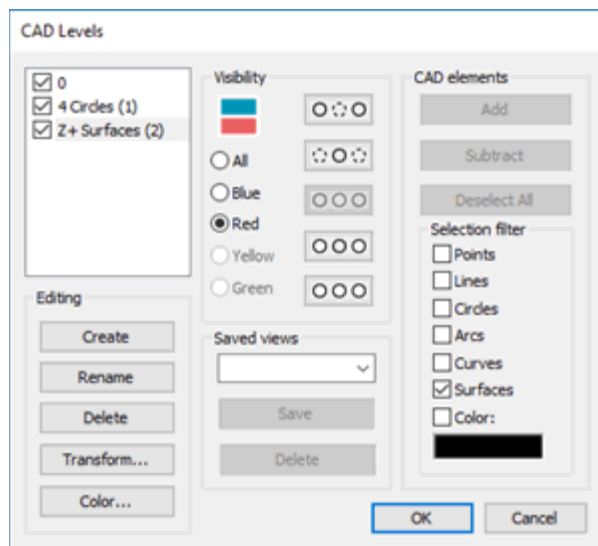 CAD Levels
0
4 Circles (1)
Z+ Surfaces (2)
Editing
Create
Rename
Delete
Transform...
Color...
Visibility
All
Blue
Red
Yellow
Green
Saved views
Save
Delete
CAD elements
Add
Subtract
Deselect All
Selection filter
Points
Lines
Circles
Arcs
Curves
Surfaces
Color:
OK
Cancel